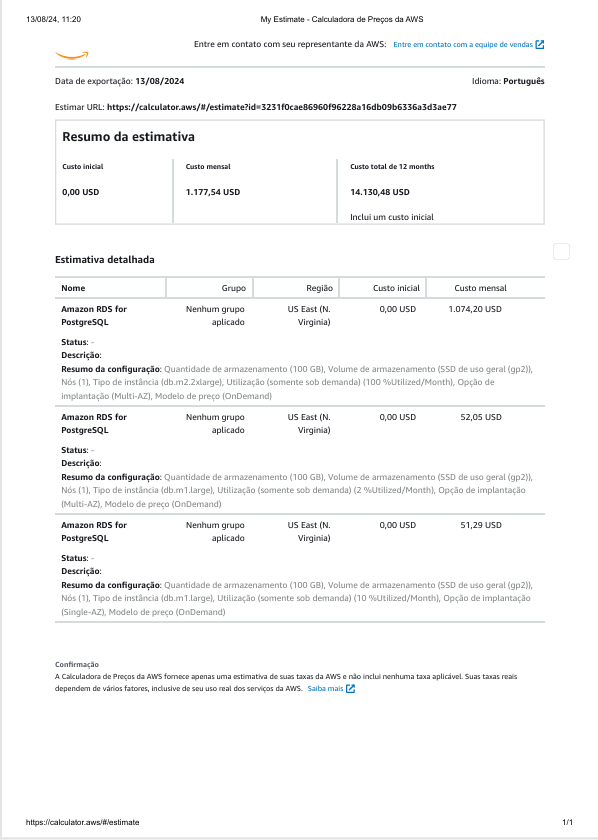 13/08/24, 11:20
My Estimate - Calculadora de Preços da AWS
Entre em contato com seu representante da AWS: Entre em contato com a equipe de vendas
Data de exportação: 13/08/2024
Idioma: Português
Estimar URL: https://calculator.aws/#/estimate?id=3231f0cae86960f96228a16db09b6336a3d3ae77
Resumo da estimativa
Custo inicial
Custo mensal
Custo total de 12 months
0,00 USD
1.177,54 USD
14.130,48 USD
Inclui um custo inicial
Estimativa detalhada
Nome Grupo Região Custo inicial Custo mensal
Amazon RDS for Nenhum grupo US East (N. 0,00 USD 1.074,20 USD
PostgreSQL aplicado Virginia)
Status: -
Descrição:
Resumo da configuração: Quantidade de armazenamento (100 GB), Volume de armazenamento (SSD de uso geral (gp2)),
Nós (1), Tipo de instância (db.m2.2xlarge), Utilização (somente sob demanda) (100 %Utilized/Month), Opção de
implantação (Multi-AZ), Modelo de preço (OnDemand)
Amazon RDS for Nenhum grupo US East (N. 0,00 USD 52,05 USD
PostgreSQL aplicado Virginia)
Status: -
Descrição:
Resumo da configuração: Quantidade de armazenamento (100 GB), Volume de armazenamento (SSD de uso geral (gp2)),
Nós (1), Tipo de instância (db.m1.large), Utilização (somente sob demanda) (2 %Utilized/Month), Opção de implantação
(Multi-AZ), Modelo de preço (OnDemand)
Amazon RDS for Nenhum grupo US East (N. 0,00 USD 51,29 USD
PostgreSQL aplicado Virginia)
Status: -
Descrição:
Resumo da configuração: Quantidade de armazenamento (100 GB), Volume de armazenamento (SSD de uso geral (gp2)),
Nós (1), Tipo de instância (db.m1.large), Utilização (somente sob demanda) (10 %Utilized/Month), Opção de implantação
(Single-AZ), Modelo de preço (OnDemand)
Confirmação
A Calculadora de Preços da AWS fornece apenas uma estimativa de suas taxas da AWS e não inclui nenhuma taxa aplicável. Suas taxas reais
dependem de vários fatores, inclusive de seu uso real dos serviços da AWS. Saiba mais
https://calculator.aws/#/estimate
1/1